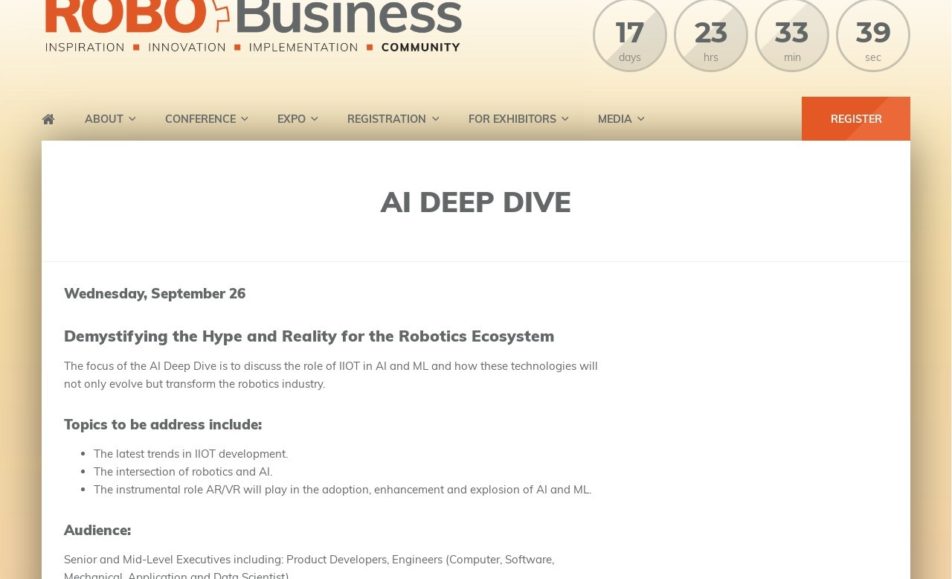 ROBO Business
INSPIRATION ■ INNOVATION ■ IMPLEMENTATION ■ COMMUNITY
17 days
23 hrs
33 min
39 sec
ABOUT CONFERENCE EXPO REGISTRATION FOR EXHIBITORS MEDIA REGISTER
AI DEEP DIVE
Wednesday, September 26
Demystifying the Hype and Reality for the Robotics Ecosystem
The focus of the AI Deep Dive is to discuss the role of IIOT in AI and ML and how these technologies will
not only evolve but transform the robotics industry.
Topics to be address include:
• The latest trends in IIOT development.
• The intersection of robotics and AI.
• The instrumental role AR/VR will play in the adoption, enhancement and explosion of AI and ML.
Audience:
Senior and Mid-Level Executives including: Product Developers, Engineers (Computer, Software,
Mechanical, Application and Data Scientist)